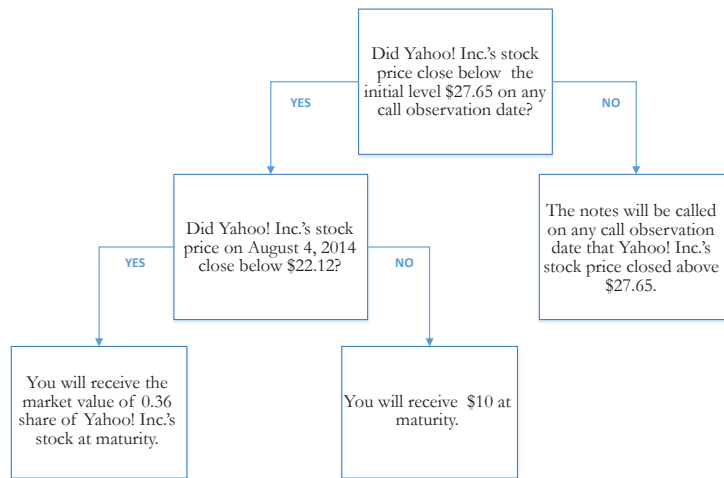 Did Yahoo! Inc.'s stock
price close below the
initial level $27.65 on any
call observation date?
YES
NO
Did Yahoo! Inc.'s stock
price on August 4, 2014
close below $22.12?
The notes will be called
on any call observation
date that Yahoo! Inc.'s
stock price closed above
$27.65.
YES
NO
You will receive the
market value of 0.36
share of Yahoo! Inc.'s
stock at maturity.
You will receive $10 at
maturity.